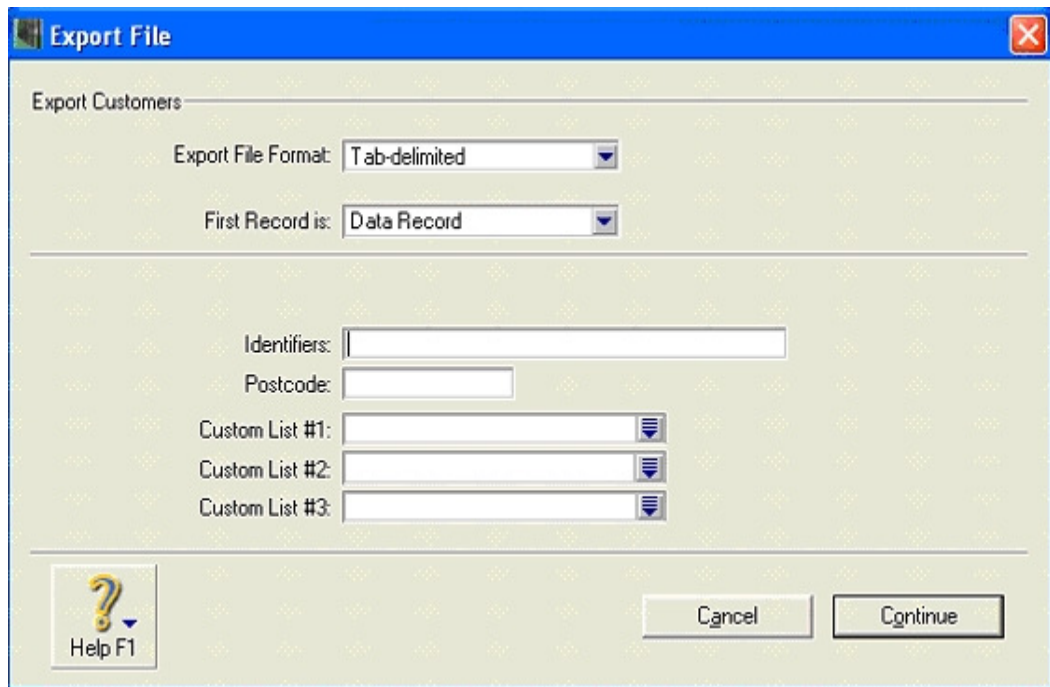 Export File
Export Customers
Export File Format: Tab-delimited
First Record is: Data Record
Identifiers:
Postcode:
Custom List #1:
Custom List #2:
Custom List #3:
Help F1
Cancel
Continue